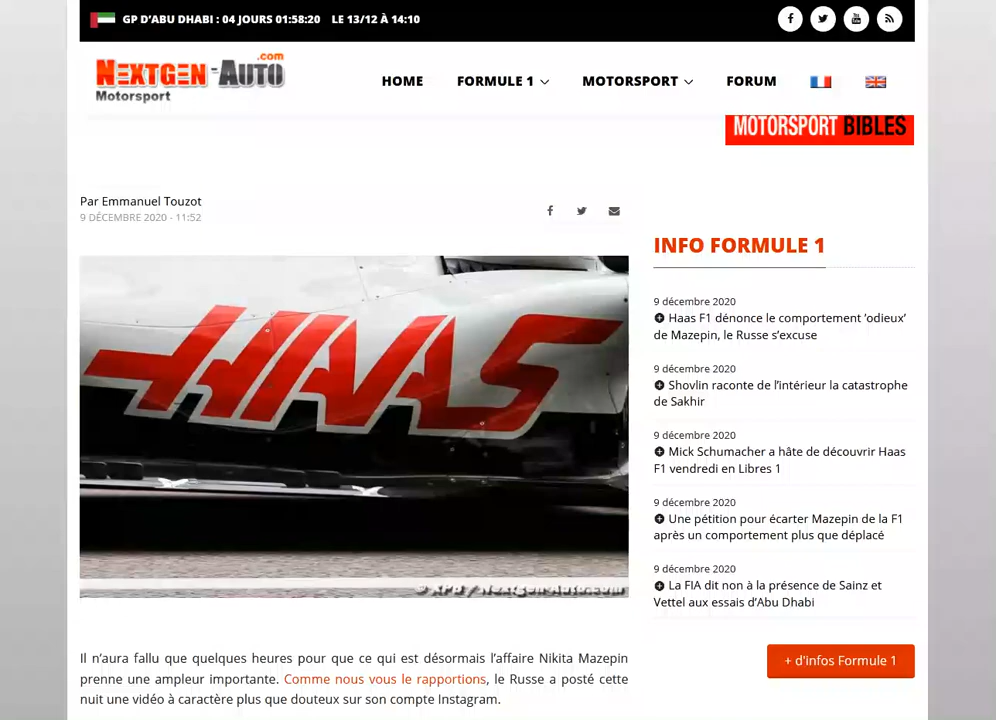 GP D'ABU DHABI : 04 JOURS 01:58:20 LE 13/12 À 14:10
NEXTGEN-AUTO.com
Motorsport
HOME FORMULE 1 MOTORSPORT FORUM
MOTORSPORT BIBLES
Par Emmanuel Touzot
9 DÉCEMBRE 2020 - 11:52
HAAS
© XPB / Nextgen-Auto.com
Il n'aura fallu que quelques heures pour que ce qui est désormais l'affaire Nikita Mazepin
prenne une ampleur importante. Comme nous vous le rapportions, le Russe a posté cette
nuit une vidéo à caractère plus que douteux sur son compte Instagram.
INFO FORMULE 1
9 décembre 2020
Haas F1 dénonce le comportement 'odieux'
de Mazepin, le Russe s'excuse
9 décembre 2020
Shovlin raconte de l'intérieur la catastrophe
de Sakhir
9 décembre 2020
Mick Schumacher a hâte de découvrir Haas
F1 vendredi en Libres 1
9 décembre 2020
Une pétition pour écarter Mazepin de la F1
après un comportement plus que déplacé
9 décembre 2020
La FIA dit non à la présence de Sainz et
Vettel aux essais d'Abu Dhabi
+ d'infos Formule 1